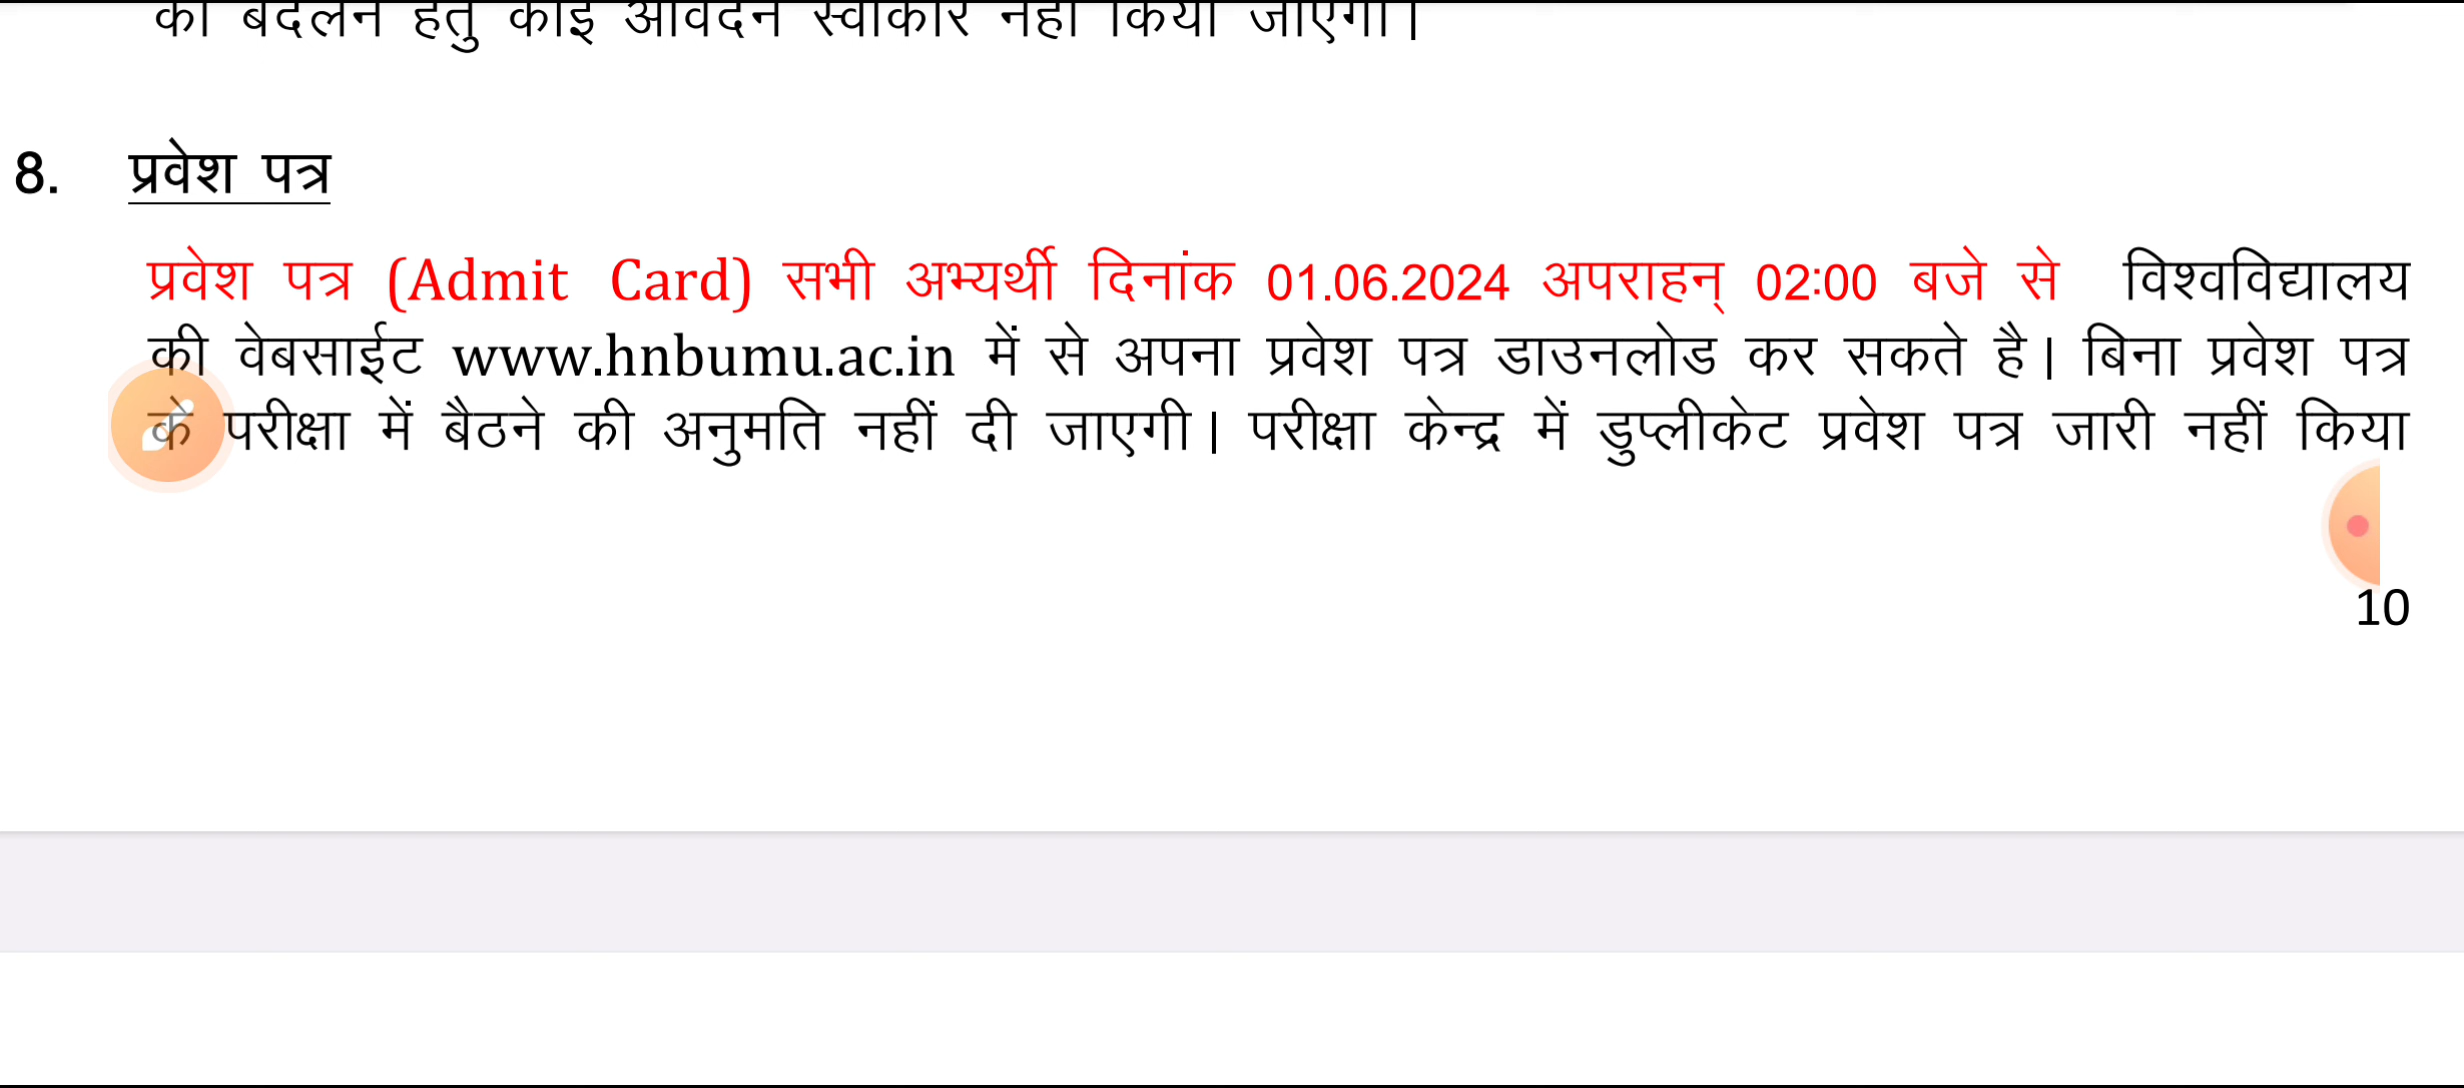 को बदलने हेतु कोई आवेदन स्वीकार नहीं किया जाएगा।
8. प्रवेश पत्र
प्रवेश पत्र (Admit Card) सभी अभ्यर्थी दिनांक 01.06.2024 अपराहन् 02:00 बजे से विश्वविद्यालय
की वेबसाईट www.hnbumu.ac.in में से अपना प्रवेश पत्र डाउनलोड कर सकते है। बिना प्रवेश पत्र
के परीक्षा में बैठने की अनुमति नहीं दी जाएगी। परीक्षा केन्द्र में डुप्लीकेट प्रवेश पत्र जारी नहीं किया
10